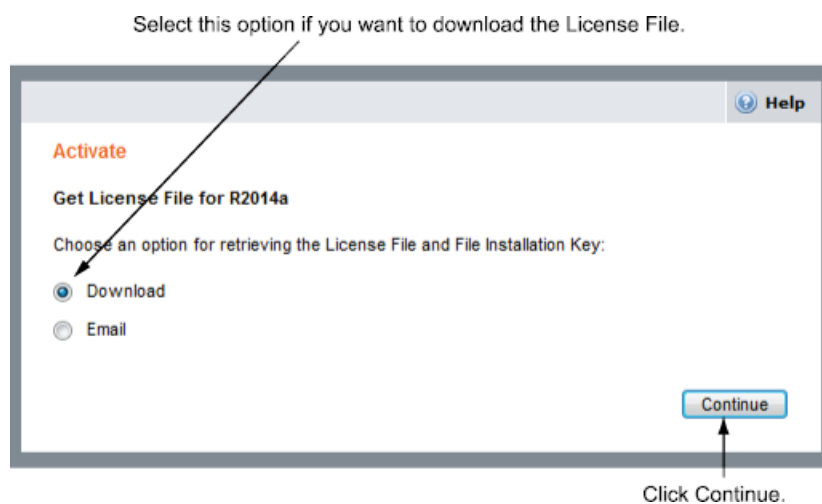 Select this option if you want to download the License File.
Help
Activate
Get License File for R2014a
Choose an option for retrieving the License File and File Installation Key:
Download
Email
Continue
Click Continue.